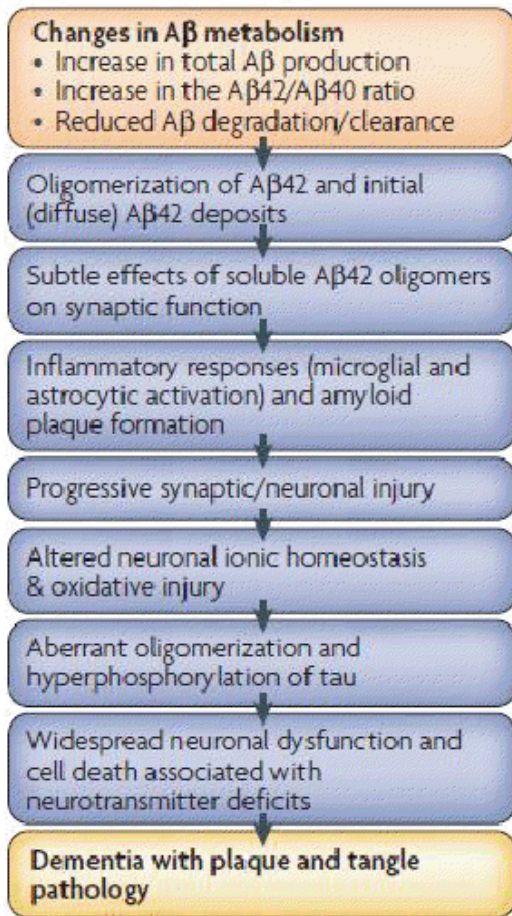 Changes in Aβ metabolism
• Increase in total Aβ production
• Increase in the Aβ42/Aβ40 ratio
• Reduced Aβ degradation/clearance
Oligomerization of Aβ42 and initial
(diffuse) Aβ42 deposits
Subtle effects of soluble Aβ42 oligomers
on synaptic function
Inflammatory responses (microglial and
astrocytic activation) and amyloid
plaque formation
Progressive synaptic/neuronal injury
Altered neuronal ionic homeostasis
& oxidative injury
Aberrant oligomerization and
hyperphosphorylation of tau
Widespread neuronal dysfunction and
cell death associated with
neurotransmitter deficits
Dementia with plaque and tangle
pathology